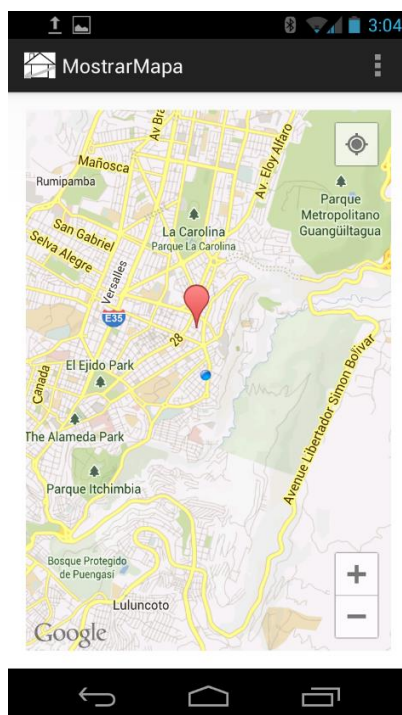 3:04
MostrarMapa
Av Bra
Av. Eloy Alfaro
Mañosca
Rumipamba
Parque
Metropolitano
Guangüiltagua
San Gabriel
La Carolina
Parque La Carolina
Selva Alegre
Versalles
E35
28
El Ejido Park
Canada
Avenue Libertador Simon Bolivar
The Alameda Park
Parque Itchimbia
Bosque Protegido
de Puengasi
Luluncoto
Google
+
−